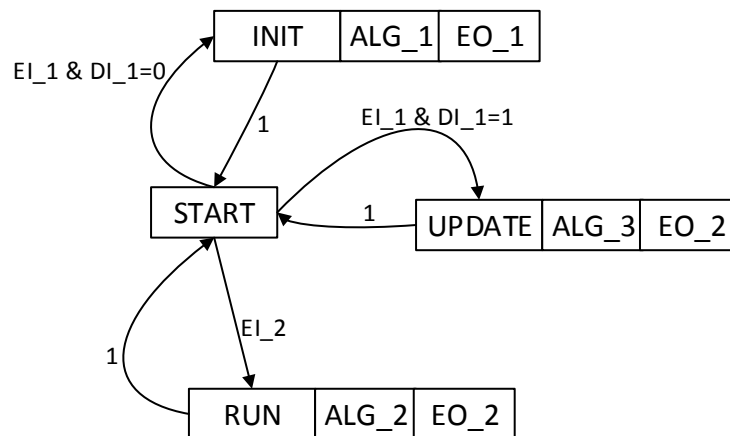 INIT ALG_1 EO_1
EI_1 & DI_1=0
1
EI_1 & DI_1=1
START
1
UPDATE ALG_3 EO_2
EI_2
1
RUN ALG_2 EO_2